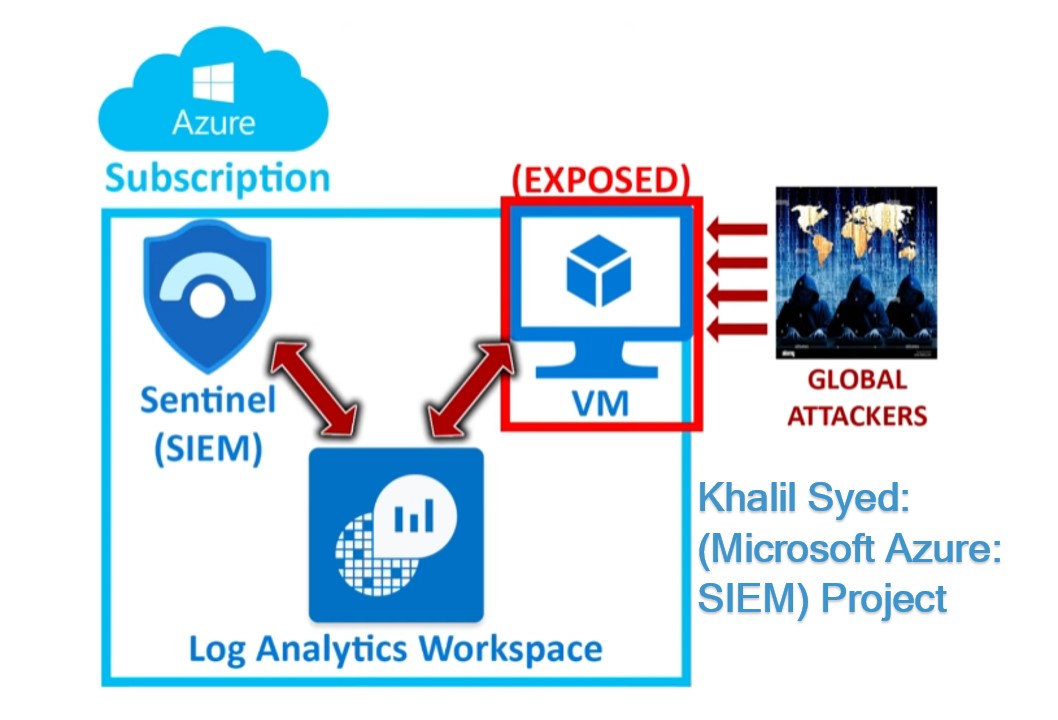 Azure
Subscription
(EXPOSED)
Sentinel
(SIEM)
VM
GLOBAL
ATTACKERS
Log Analytics Workspace
Khalil Syed:
(Microsoft Azure:
SIEM) Project